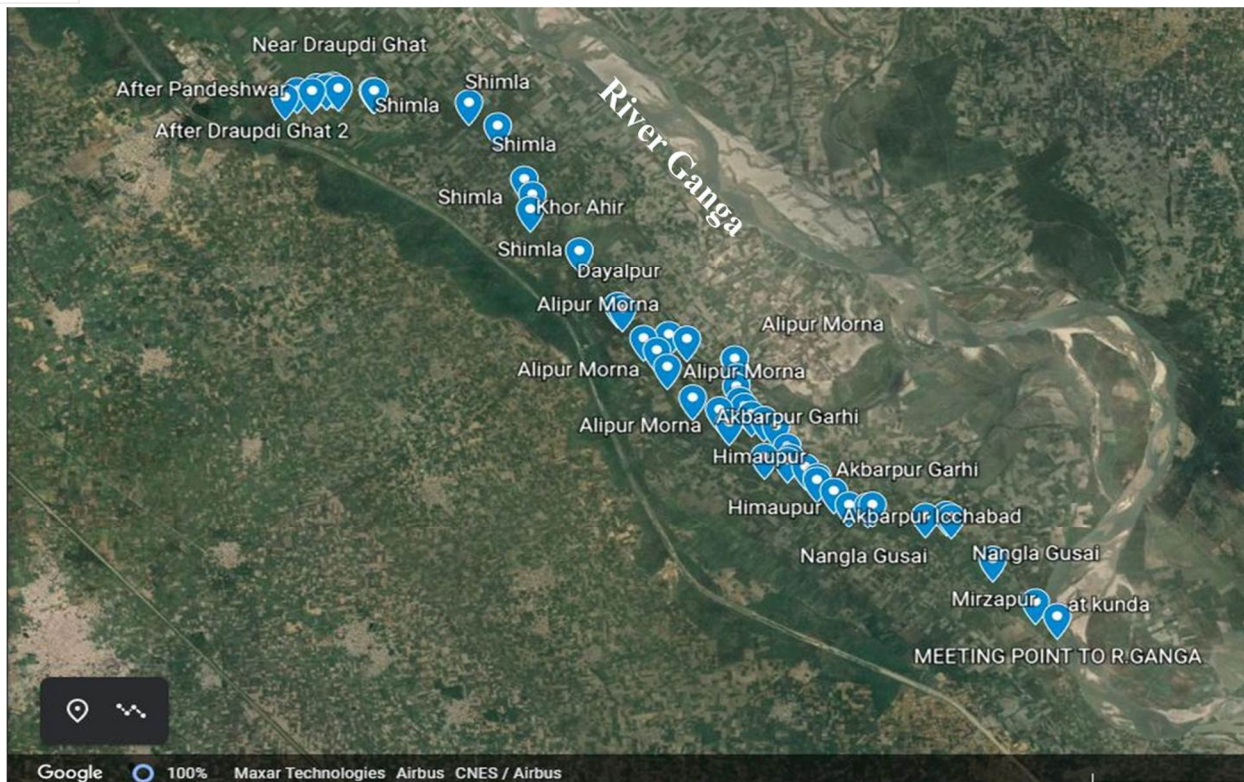 Near Draupdi Ghat
After Pandeshwar
Shimla
Shimla
After Draupdi Ghat 2
Shimla
River Ganga
Shimla
Khor Ahir
Shimla
Dayalpur
Alipur Morna
Alipur Morna
Alipur Morna
Alipur Morna
Alipur Morna
Akbarpur Garhi
Himaupur
Akbarpur Garhi
Himaupur
Akbarpur Icchabad
Nangla Gusai
Nangla Gusai
Mirzapur
at kunda
MEETING POINT TO R.GANGA
Google 100% Maxar Technologies Airbus CNES / Airbus